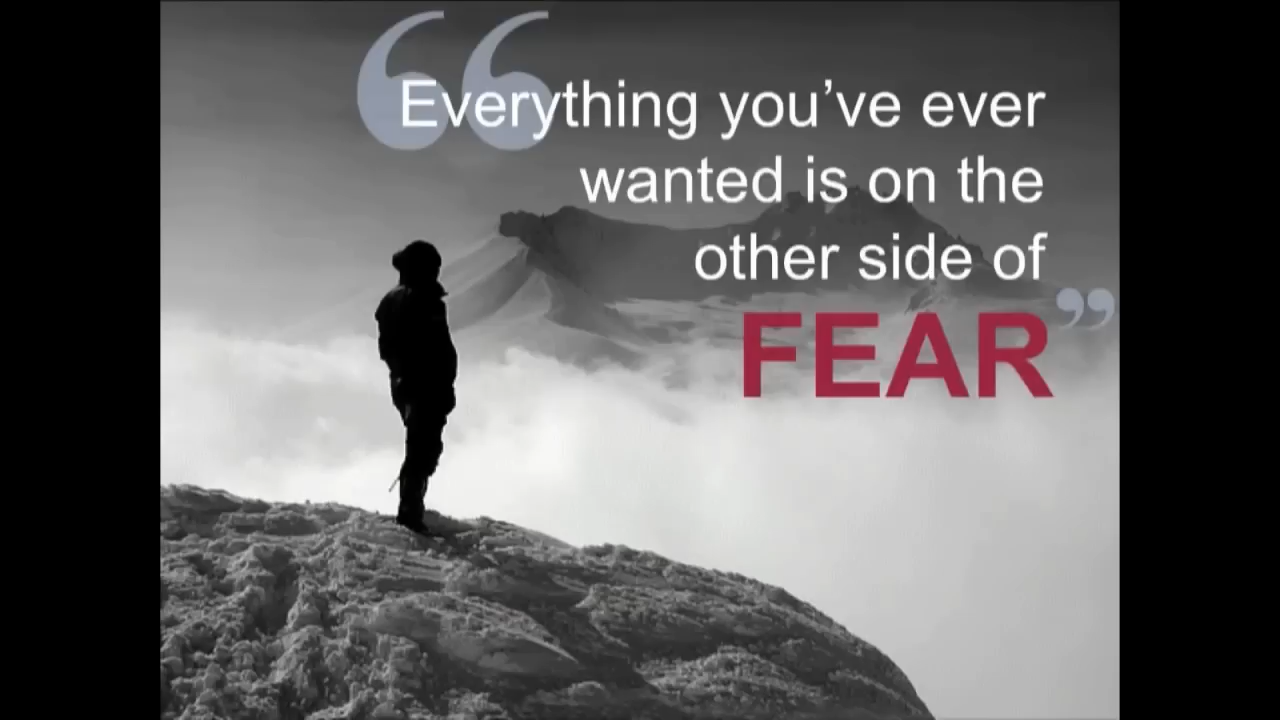 “Everything you’ve ever
wanted is on the
other side of
FEAR”